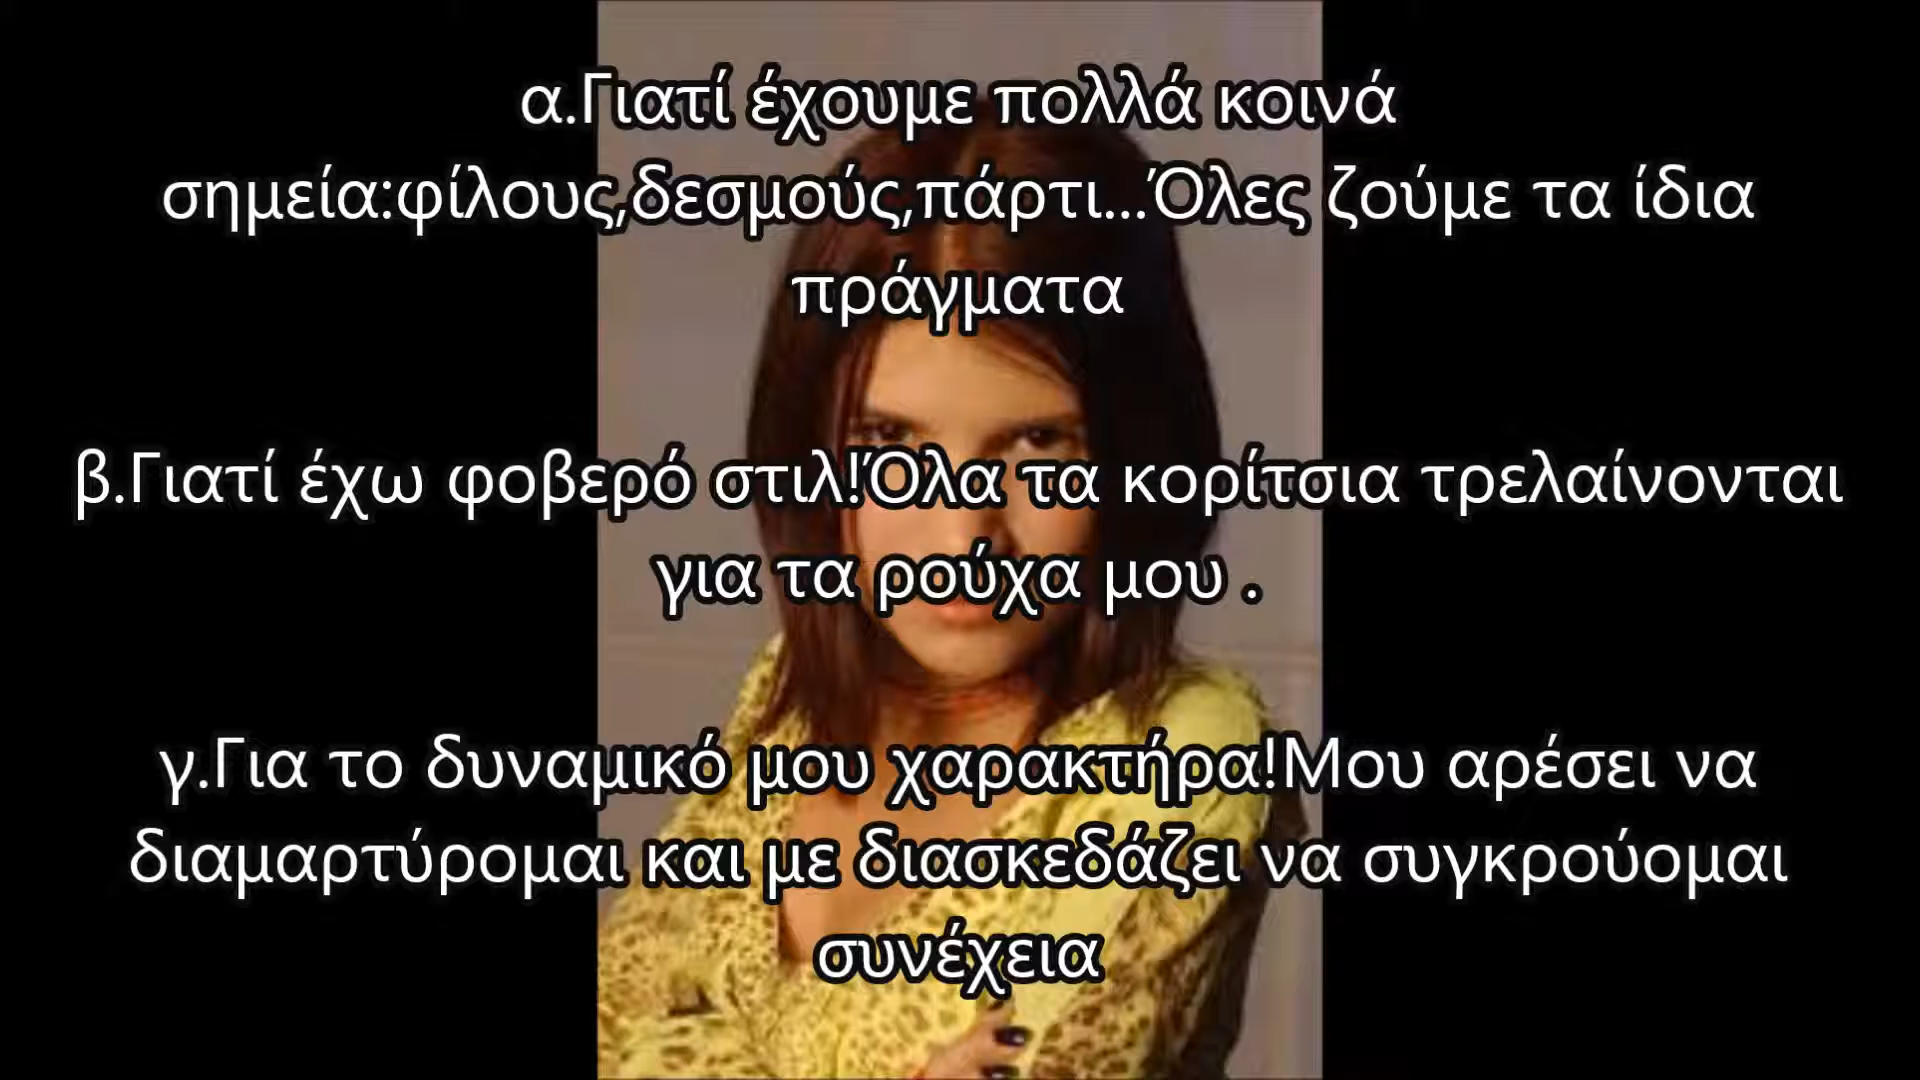 α.Γιατί έχουμε πολλά κοινά
σημεία:φίλους,δεσμούς,πάρτι...Όλες ζούμε τα ίδια
πράγματα
β.Γιατί έχω φοβερό στιλ!Όλα τα κορίτσια τρελαίνονται
για τα ρούχα μου .
γ.Για το δυναμικό μου χαρακτήρα!Μου αρέσει να
διαμαρτύρομαι και με διασκεδάζει να συγκρούομαι
συνέχεια